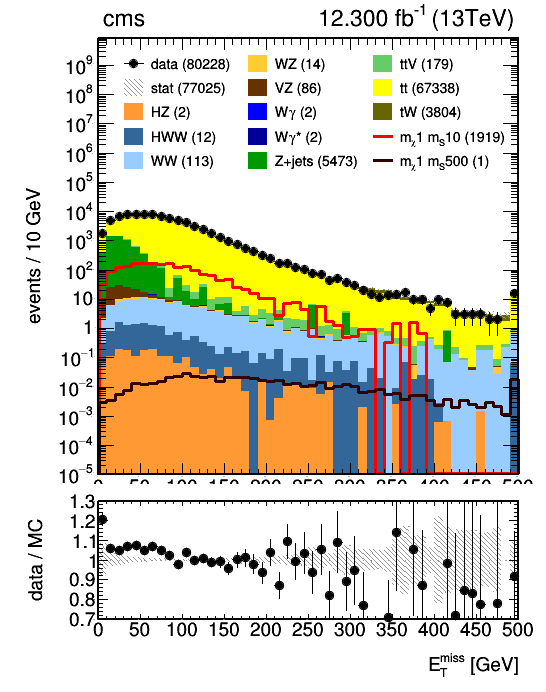 cms 12.300 fb⁻¹ (13TeV)
data (80228) WZ (14) ttV (179)
stat (77025) VZ (86) tt (67338)
HZ (2) Wγ (2) tW (3804)
HWW (12) Wγ* (2) mχ1 mS10 (1919)
WW (113) Z+jets (5473) mχ1 mS500 (1)
events / 10 GeV
10⁹
10⁸
10⁷
10⁶
10⁵
10⁴
10³
10²
10
1
10⁻¹
10⁻²
10⁻³
10⁻⁴
10⁻⁵
0 50 100 150 200 250 300 350 400 450 500
data / MC
1.3
1.2
1.1
1
0.9
0.8
0.7
0 50 100 150 200 250 300 350 400 450 500
E_T^miss [GeV]